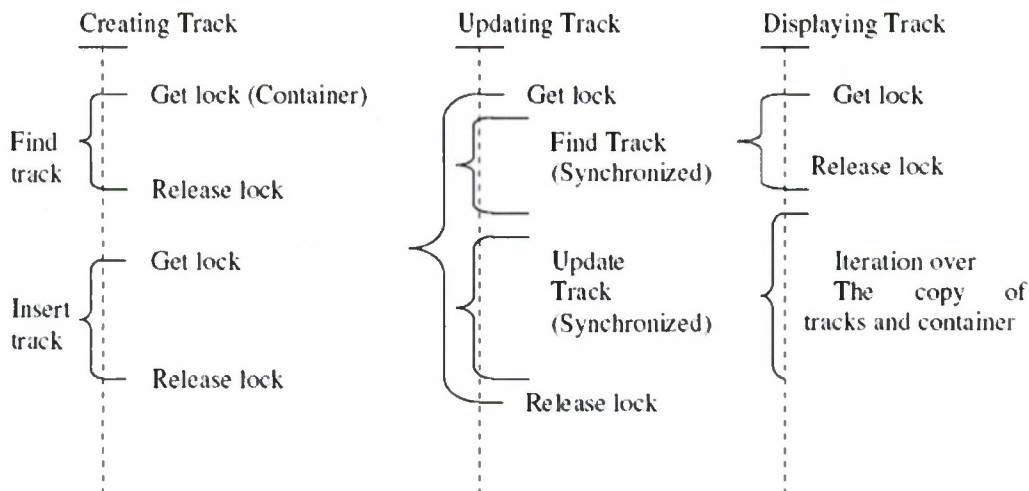 Creating Track
Find
track
Get lock (Container)
Release lock
Insert
track
Get lock
Release lock
Updating Track
Get lock
Find Track
(Synchronized)
Update
Track
(Synchronized)
Release lock
Displaying Track
Get lock
Release lock
Iteration over
The copy of
tracks and container